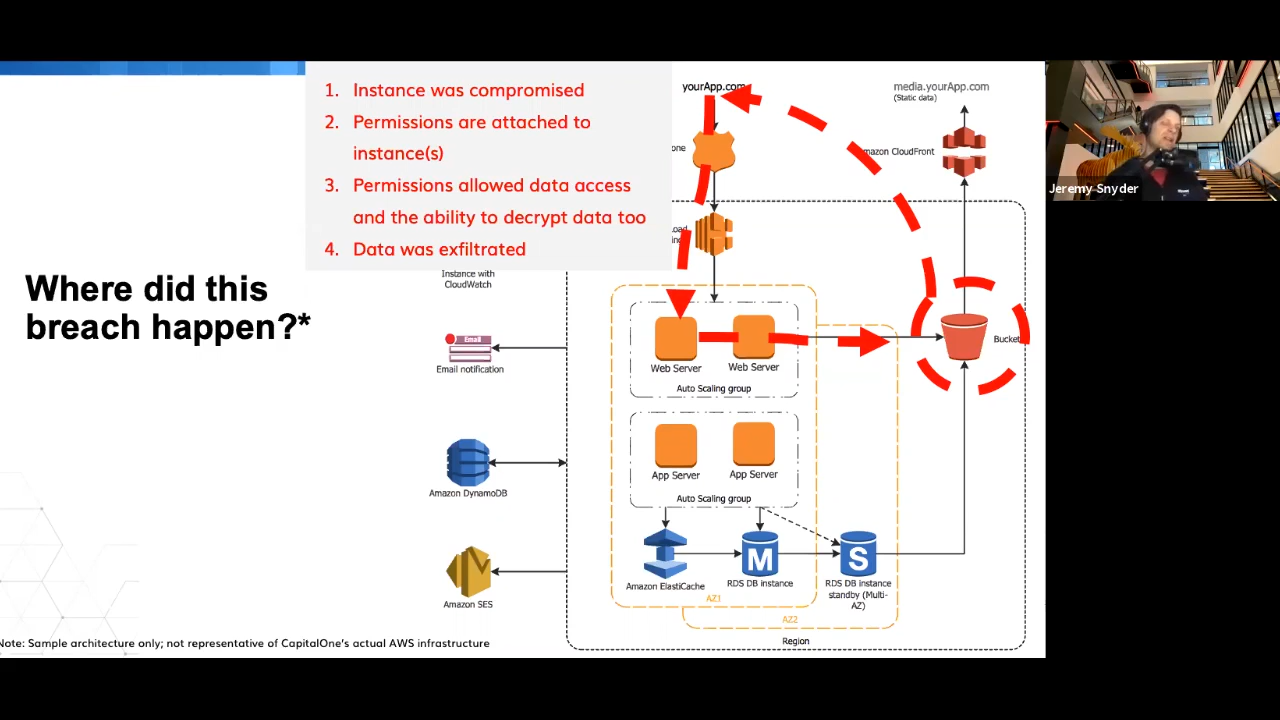 1. Instance was compromised
2. Permissions are attached to
instance(s)
3. Permissions allowed data access
and the ability to decrypt data too
4. Data was exfiltrated
Where did this
breach happen?*
yourApp.com
media.yourApp.com
(Static data)
Amazon CloudFront
Instance with
CloudWatch
Email
Email notification
Web Server
Web Server
Auto Scaling group
Bucket
App Server
App Server
Auto Scaling group
Amazon DynamoDB
M
S
Amazon ElastiCache
RDS DB instance
RDS DB instance
standby (Multi-
AZ)
AZ1
AZ2
Amazon SES
Region
Note: Sample architecture only; not representative of CapitalOne's actual AWS infrastructure
Jeremy Snyder